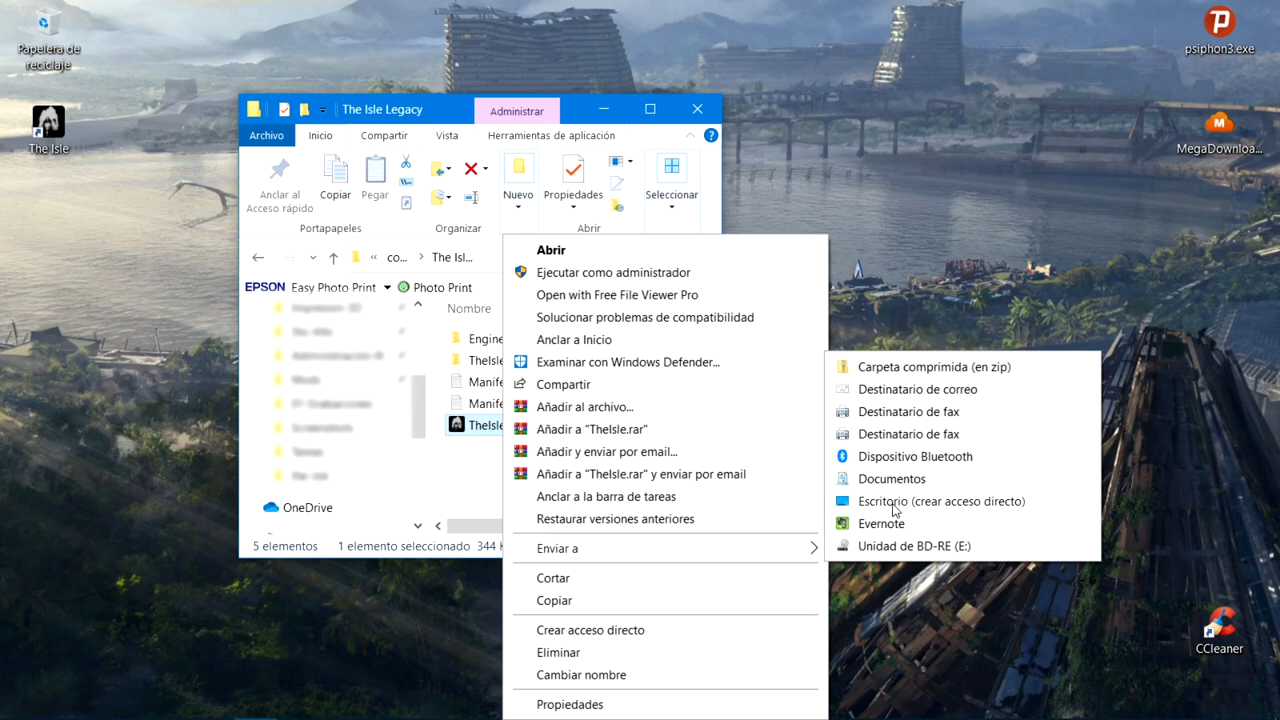 Papelera de
reciclaje
The Isle
psiphon3.exe
MegaDownloa...
CCleaner
The Isle Legacy
Administrar
Archivo
Inicio
Compartir
Vista
Herramientas de aplicación
Anclar al
Acceso rápido
Copiar
Pegar
Nuevo
Propiedades
Seleccionar
Portapapeles
Organizar
Abrir
co...
The Isl...
EPSON Easy Photo Print
Photo Print
Nombre
Engine
TheIsle
Manife
Manife
TheIsle
OneDrive
5 elementos
1 elemento seleccionado 344 K
Abrir
Ejecutar como administrador
Open with Free File Viewer Pro
Solucionar problemas de compatibilidad
Anclar a Inicio
Examinar con Windows Defender...
Compartir
Añadir al archivo...
Añadir a "TheIsle.rar"
Añadir y enviar por email...
Añadir a "TheIsle.rar" y enviar por email
Anclar a la barra de tareas
Restaurar versiones anteriores
Enviar a
Cortar
Copiar
Crear acceso directo
Eliminar
Cambiar nombre
Propiedades
Carpeta comprimida (en zip)
Destinatario de correo
Destinatario de fax
Destinatario de fax
Dispositivo Bluetooth
Documentos
Escritorio (crear acceso directo)
Evernote
Unidad de BD-RE (E:)